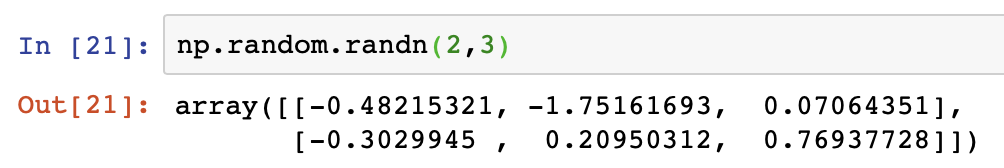 In [21]: np.random.randn(2,3)
Out[21]: array([[-0.48215321, -1.75161693,  0.07064351],
       [-0.3029945 ,  0.20950312,  0.76937728]])